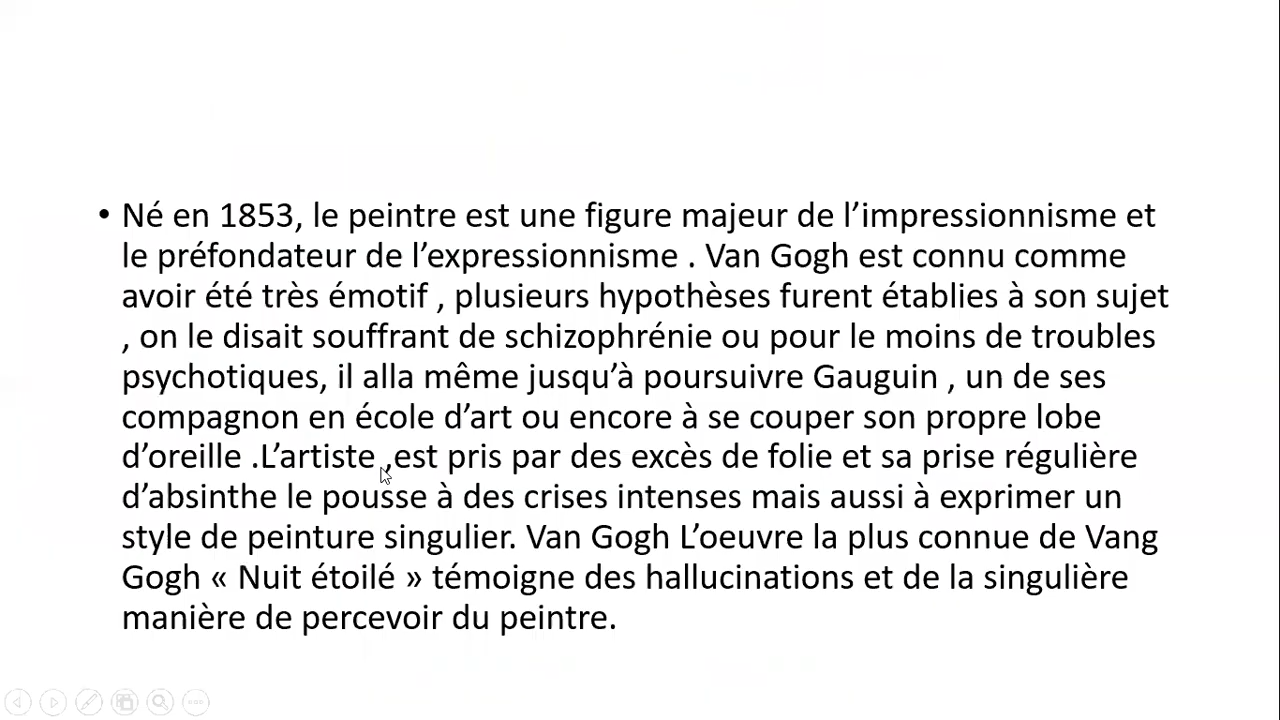 • Né en 1853, le peintre est une figure majeur de l’impressionnisme et
le préfondateur de l’expressionnisme . Van Gogh est connu comme
avoir été très émotif , plusieurs hypothèses furent établies à son sujet
, on le disait souffrant de schizophrénie ou pour le moins de troubles
psychotiques, il alla même jusqu’à poursuivre Gauguin , un de ses
compagnon en école d’art ou encore à se couper son propre lobe
d’oreille .L’artiste ,est pris par des excès de folie et sa prise régulière
d’absinthe le pousse à des crises intenses mais aussi à exprimer un
style de peinture singulier. Van Gogh L’oeuvre la plus connue de Vang
Gogh « Nuit étoilé » témoigne des hallucinations et de la singulière
manière de percevoir du peintre.